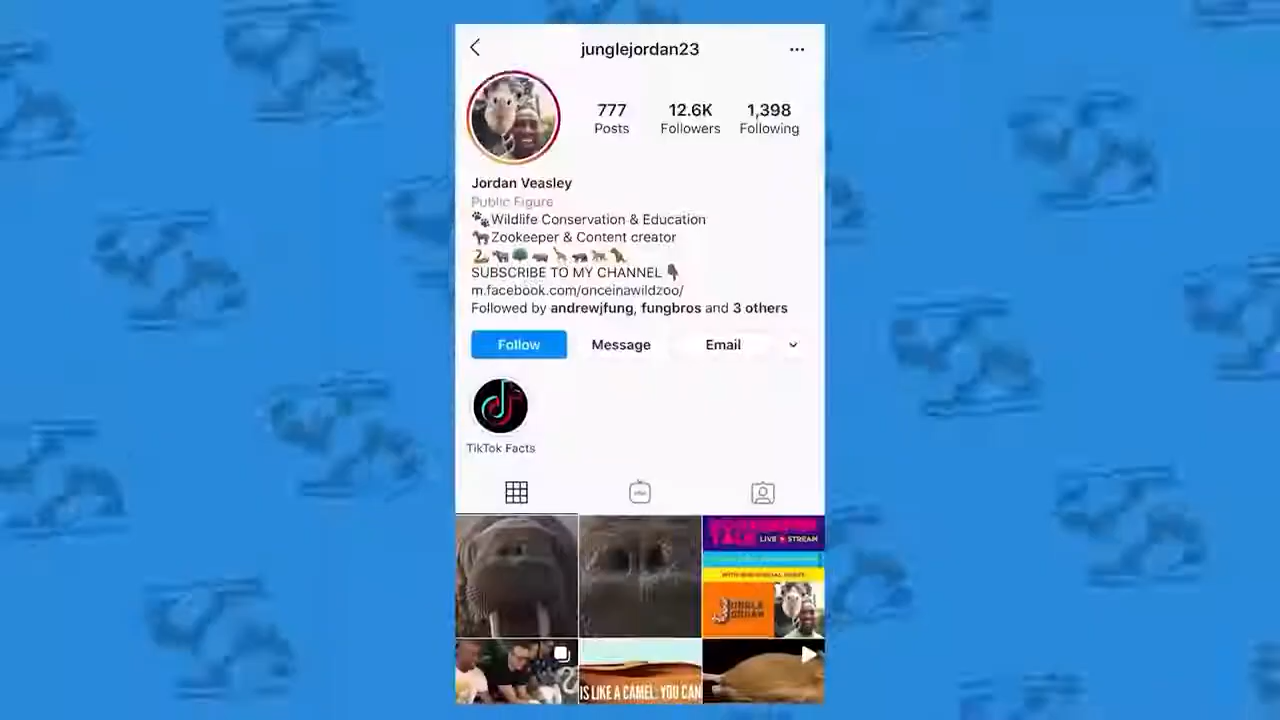 junglejordan23
777
12.6K
1,398
Posts
Followers
Following
Jordan Veasley
Public Figure
Wildlife Conservation & Education
Zookeeper & Content creator
SUBSCRIBE TO MY CHANNEL
m.facebook.com/onceinawildzoo/
Followed by andrewjfung, fungbros and 3 others
Follow
Message
Email
TikTok Facts
TALK LIVE STREAM
JUNGLE
JORDAN
IS LIKE A CAMEL. YOU CAN